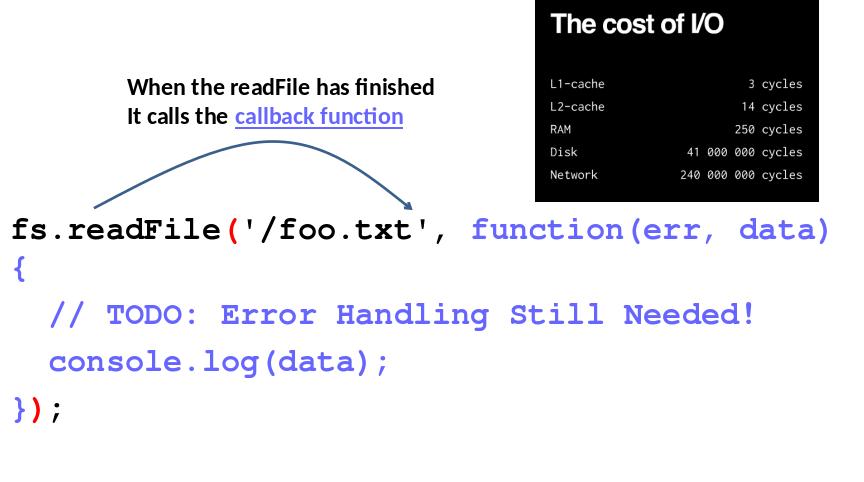 The cost of I/O
L1-cache 3 cycles
L2-cache 14 cycles
RAM 250 cycles
Disk 41 000 000 cycles
Network 240 000 000 cycles
When the readFile has finished
It calls the callback function
fs.readFile('/foo.txt', function(err, data)
{
  // TODO: Error Handling Still Needed!
  console.log(data);
});